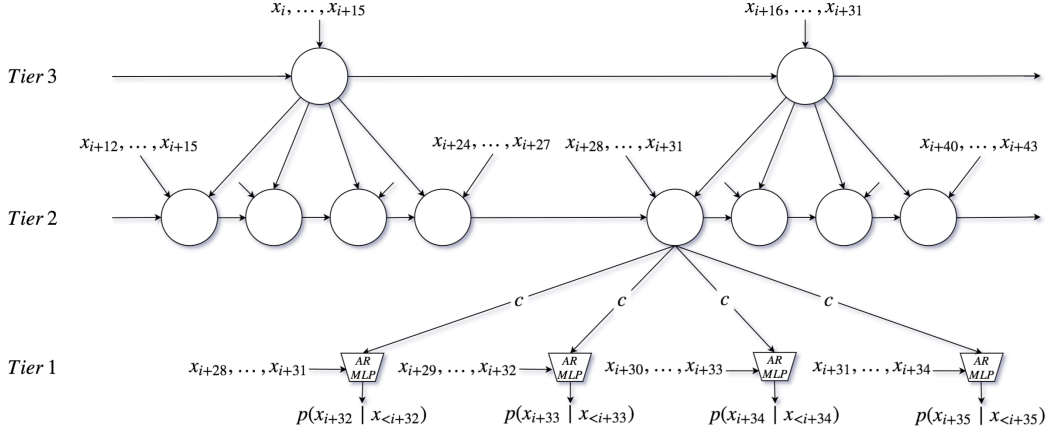 x_i, … , x_{i+15}
x_{i+16}, … , x_{i+31}
Tier 3
x_{i+12}, … , x_{i+15}
x_{i+24}, … , x_{i+27}
x_{i+28}, … , x_{i+31}
x_{i+40}, … , x_{i+43}
Tier 2
c
c
c
c
Tier 1
x_{i+28}, … , x_{i+31}
AR
MLP
x_{i+29}, … , x_{i+32}
AR
MLP
x_{i+30}, … , x_{i+33}
AR
MLP
x_{i+31}, … , x_{i+34}
AR
MLP
p(x_{i+32} | x_{<i+32})
p(x_{i+33} | x_{<i+33})
p(x_{i+34} | x_{<i+34})
p(x_{i+35} | x_{<i+35})